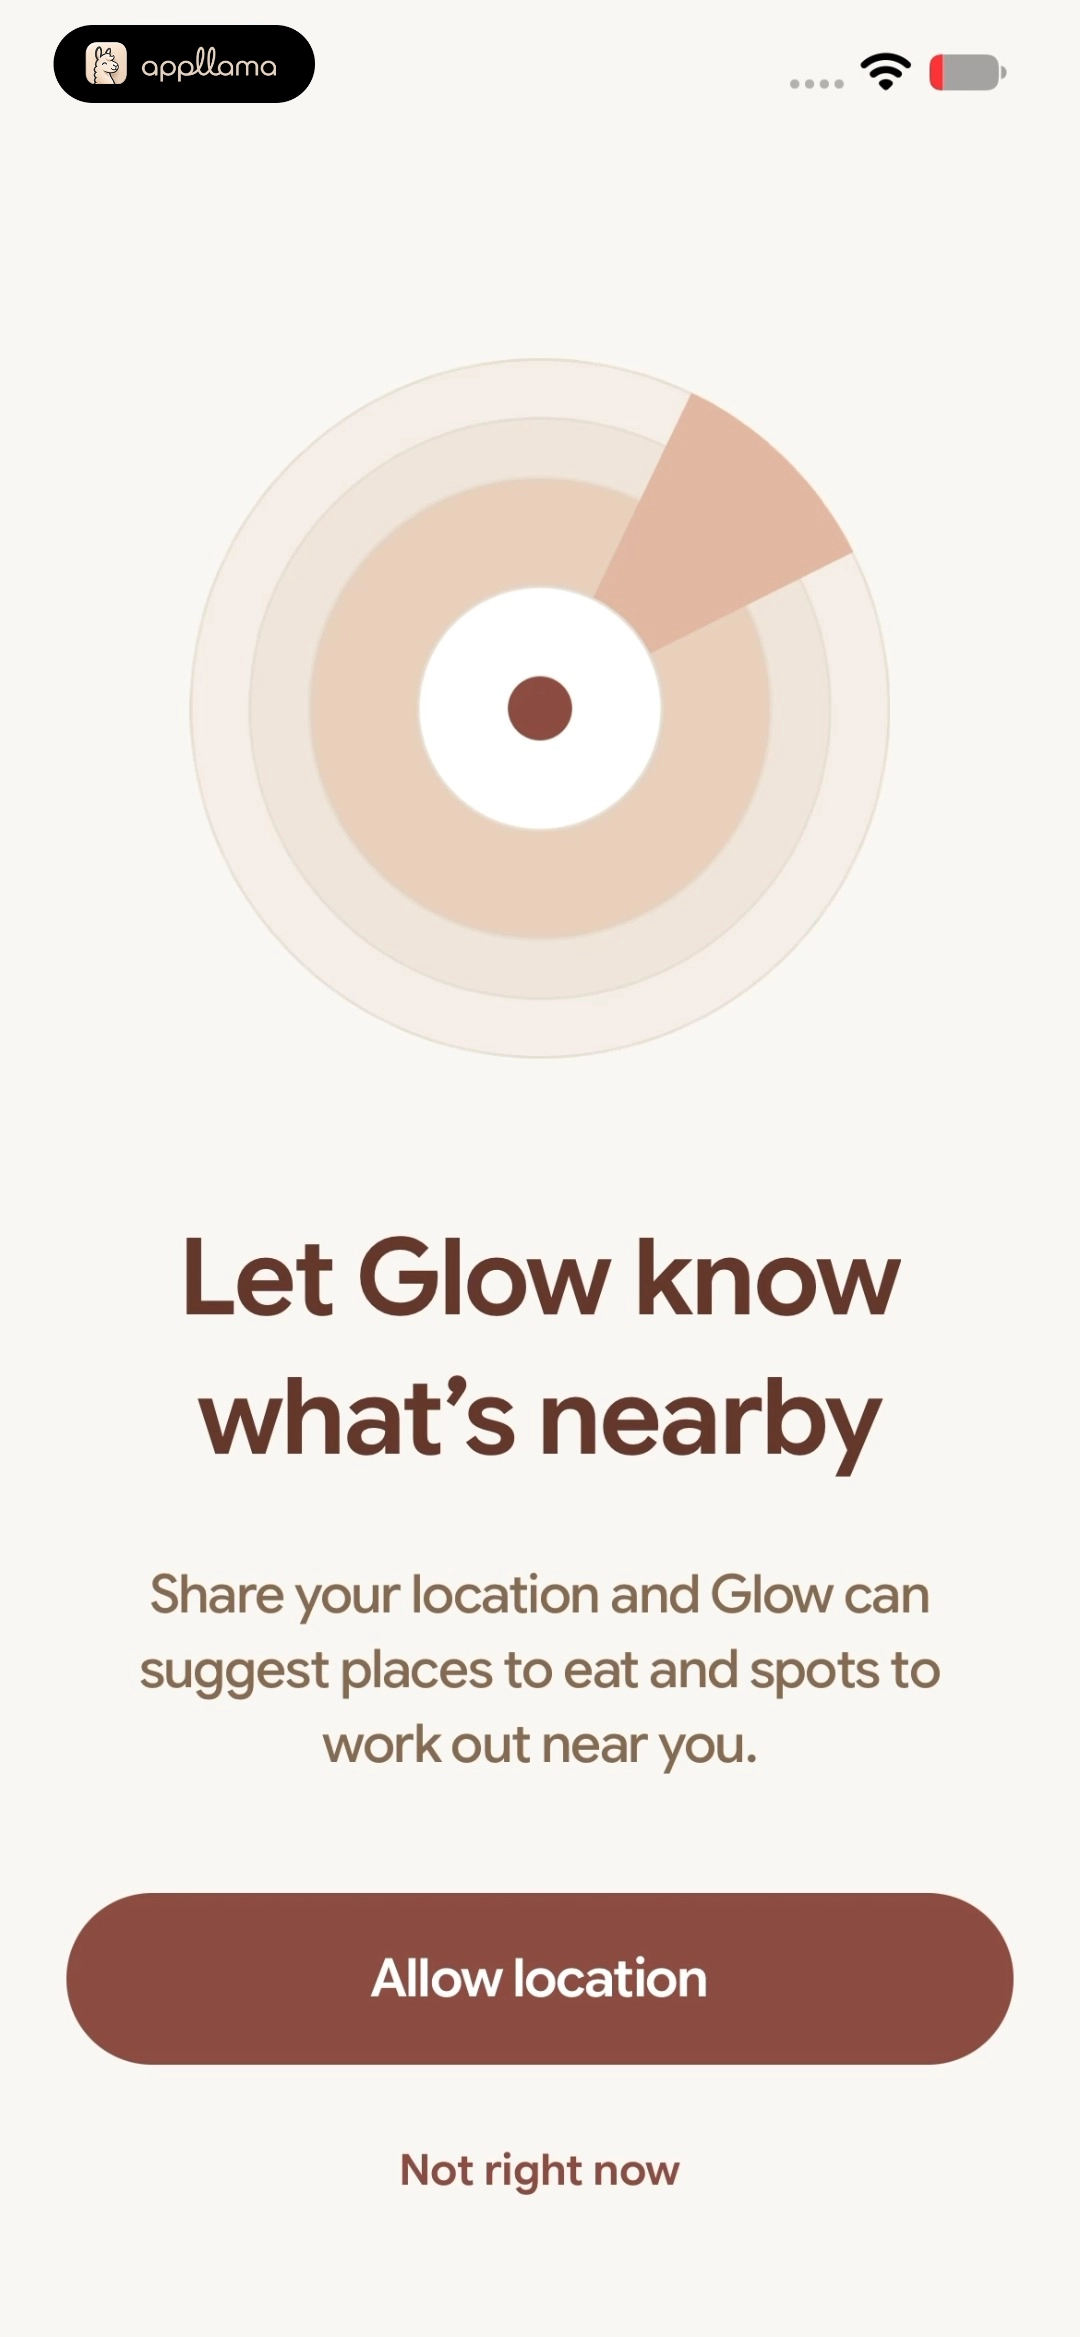 appllama
Let Glow know
what’s nearby
Share your location and Glow can
suggest places to eat and spots to
work out near you.
Allow location
Not right now